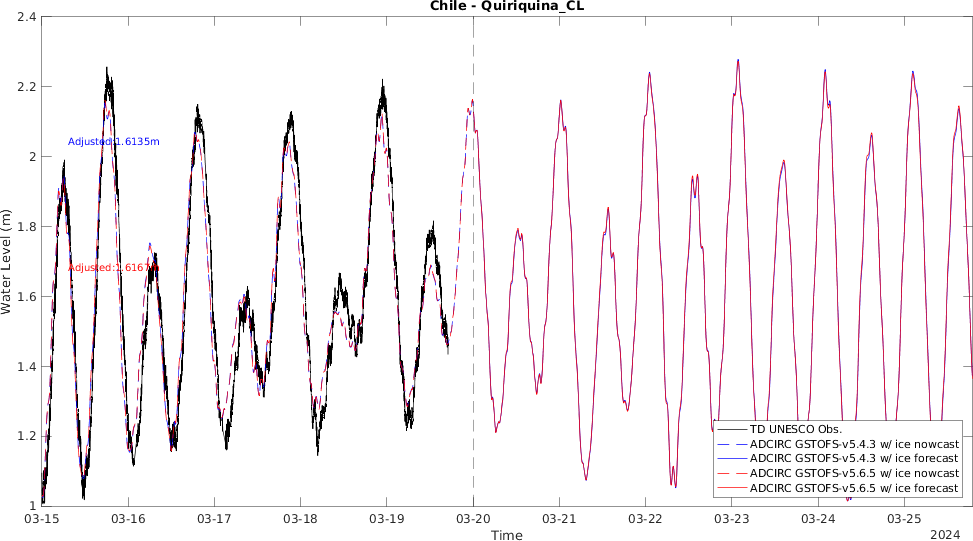 Chile - Quiriquina_CL
Water Level (m)
2.4
2.2
2
1.8
1.6
1.4
1.2
1
Adjusted:1.6135m
Adjusted:1.6167m
TD UNESCO Obs.
ADCIRC GSTOFS-v5.4.3 w/ ice nowcast
ADCIRC GSTOFS-v5.4.3 w/ ice forecast
ADCIRC GSTOFS-v5.6.5 w/ ice nowcast
ADCIRC GSTOFS-v5.6.5 w/ ice forecast
03-15 03-16 03-17 03-18 03-19 03-20 03-21 03-22 03-23 03-24 03-25
Time
2024